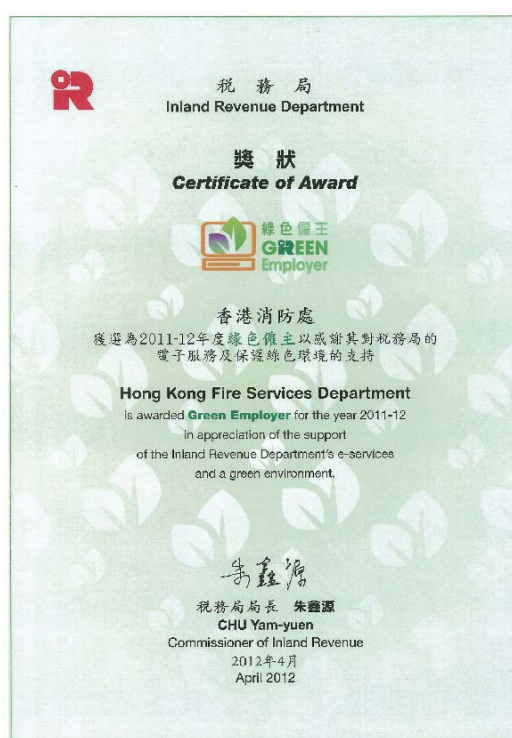 税務局
Inland Revenue Department
獎狀
Certificate of Award
綠色僱主
GREEN
Employer
香港消防處
獲選為2011-12年度綠色僱主以感謝其對税務局的
電子服務及保護綠色環境的支持
Hong Kong Fire Services Department
is awarded Green Employer for the year 2011-12
in appreciation of the support
of the Inland Revenue Department's e-services
and a green environment.
朱鑫源
税務局局長 朱鑫源
CHU Yam-yuen
Commissioner of Inland Revenue
2012年4月
April 2012